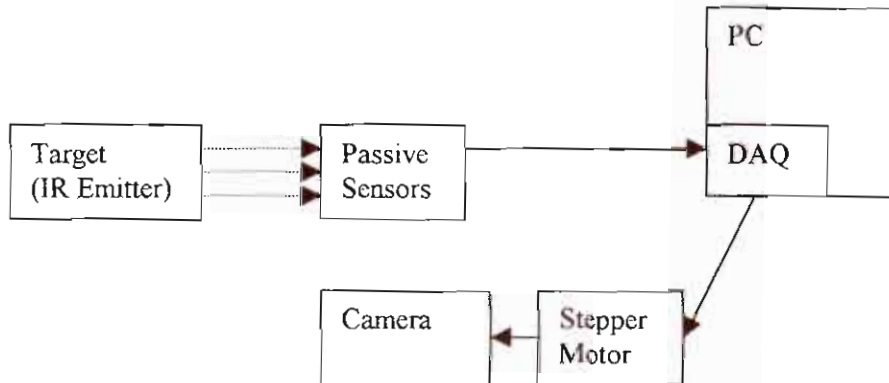 PC
Target
(IR Emitter)
Passive
Sensors
DAQ
Camera
Stepper
Motor